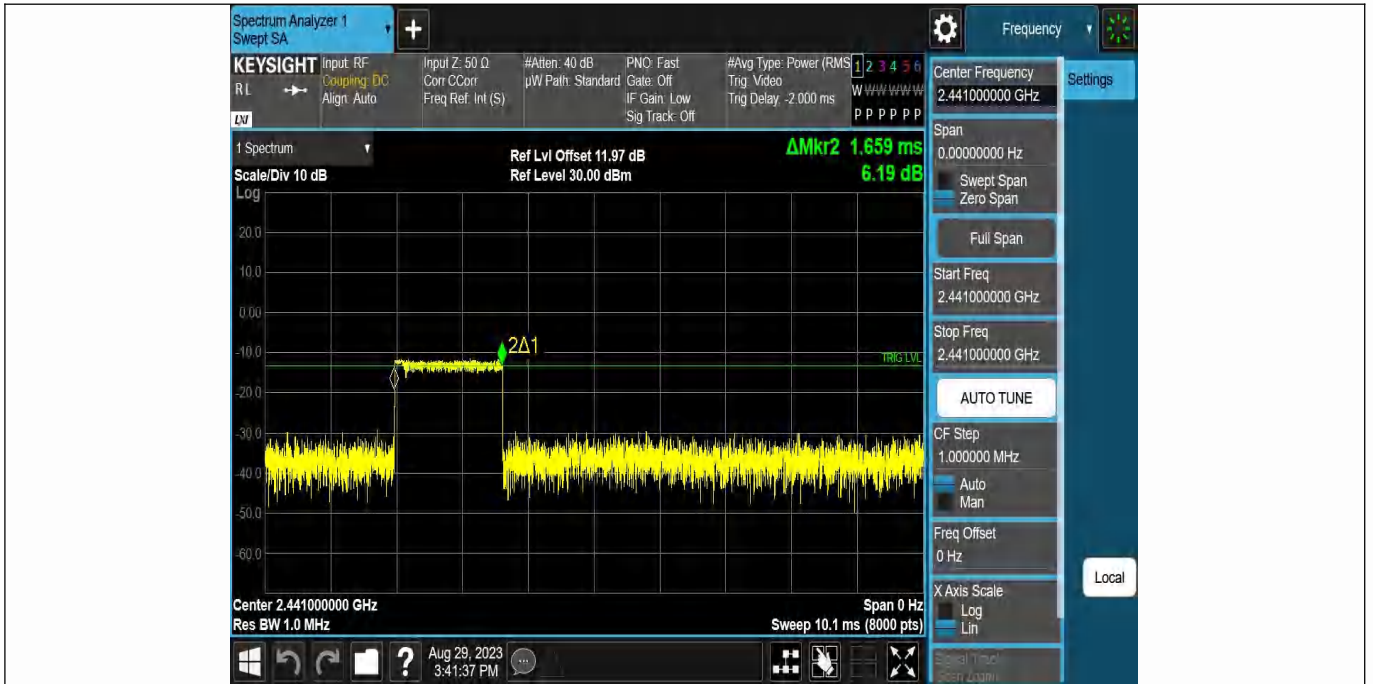 Spectrum Analyzer 1
Swept SA
+
Frequency
KEYSIGHT
RL
LXI
Input: RF
Coupling: DC
Align: Auto
Input Z: 50 Ω
Corr CCorr
Freq Ref: Int (S)
#Atten: 40 dB
µW Path: Standard
PNO: Fast
Gate: Off
IF Gain: Low
Sig Track: Off
#Avg Type: Power (RMS
Trig: Video
Trig Delay: -2.000 ms
1 2 3 4 5 6
W W W W W W
P P P P P P
1 Spectrum
Scale/Div 10 dB
Log
Ref Lvl Offset 11.97 dB
Ref Level 30.00 dBm
ΔMkr2 1.659 ms
6.19 dB
20.0
10.0
0.00
-10.0
-20.0
-30.0
-40.0
-50.0
-60.0
2Δ1
TRIG LVL
Center 2.441000000 GHz
Res BW 1.0 MHz
Span 0 Hz
Sweep 10.1 ms (8000 pts)
Center Frequency
2.441000000 GHz
Settings
Span
0.00000000 Hz
Swept Span
Zero Span
Full Span
Start Freq
2.441000000 GHz
Stop Freq
2.441000000 GHz
AUTO TUNE
CF Step
1.000000 MHz
Auto
Man
Freq Offset
0 Hz
X Axis Scale
Log
Lin
Local
?
Aug 29, 2023
3:41:37 PM